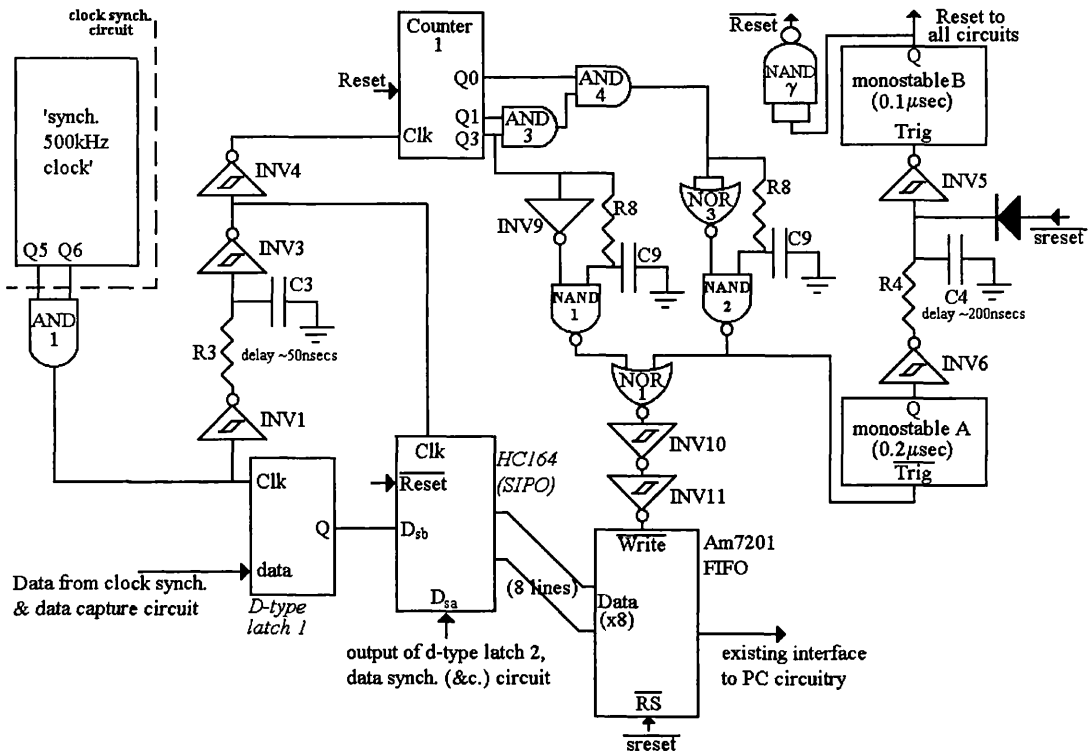 clock synch.
circuit
'synch.
500kHz
clock'
Q5 Q6
AND
1
INV4
INV3
C3
R3
delay ~50nsecs
INV1
Counter
1
Reset
Q0
Q1
Q3
Clk
AND
3
AND
4
INV9
R8
C9
NAND
1
NOR
3
R8
C9
NAND
2
NOR
1
INV10
INV11
Reset
NAND
γ
Reset to
all circuits
Q
monostable B
(0.1μsec)
Trig
INV5
sreset
R4
C4
delay ~200nsecs
INV6
Q
monostable A
(0.2μsec)
Trig
Clk
Q
data
D-type
latch 1
Data from clock synch.
& data capture circuit
Clk
Reset
Dsb
Dsa
HC164
(SIPO)
output of d-type latch 2,
data synch. (&c.) circuit
(8 lines)
Write
Am7201
FIFO
Data
(x8)
RS
sreset
existing interface
to PC circuitry